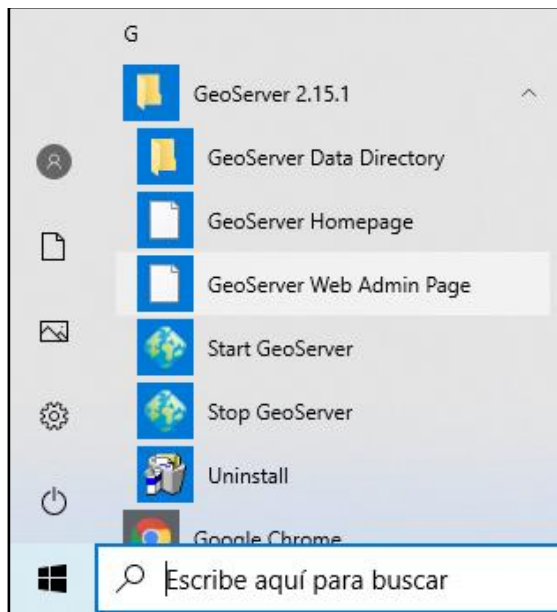 G
GeoServer 2.15.1
GeoServer Data Directory
GeoServer Homepage
GeoServer Web Admin Page
Start GeoServer
Stop GeoServer
Uninstall
Google Chrome
Escribe aquí para buscar